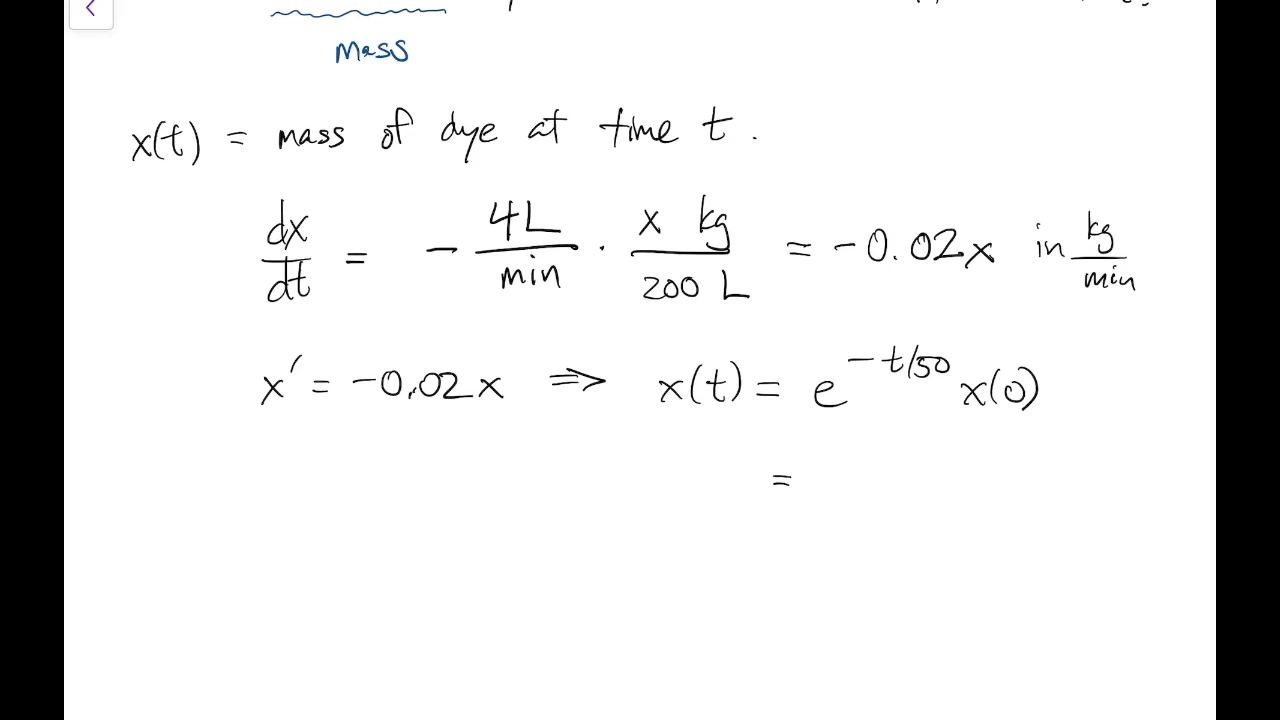 mass
x(t) = mass of dye at time t.
dx/dt = - 4L/min · x kg/200 L = -0.02x in kg/min
x' = -0.02x ⇒ x(t) = e^{-t/50} x(0)
=